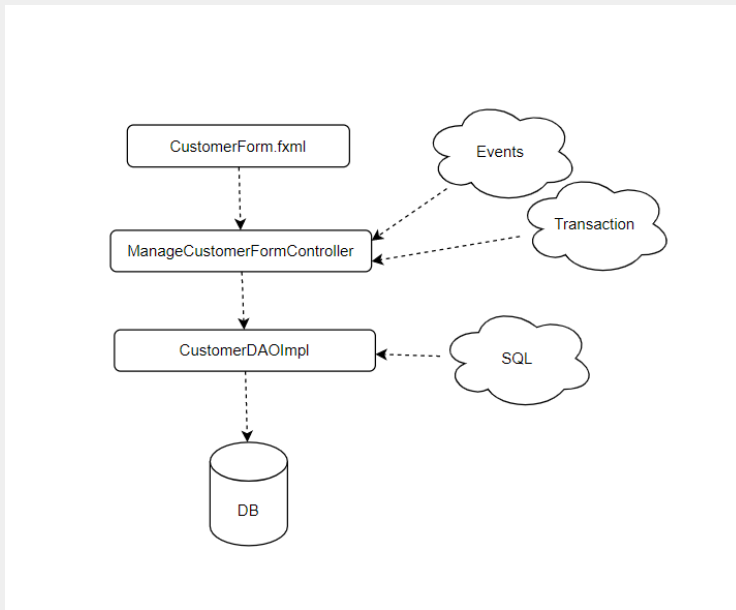 CustomerForm.fxml
Events
Transaction
ManageCustomerFormController
CustomerDAOImpl
SQL
DB